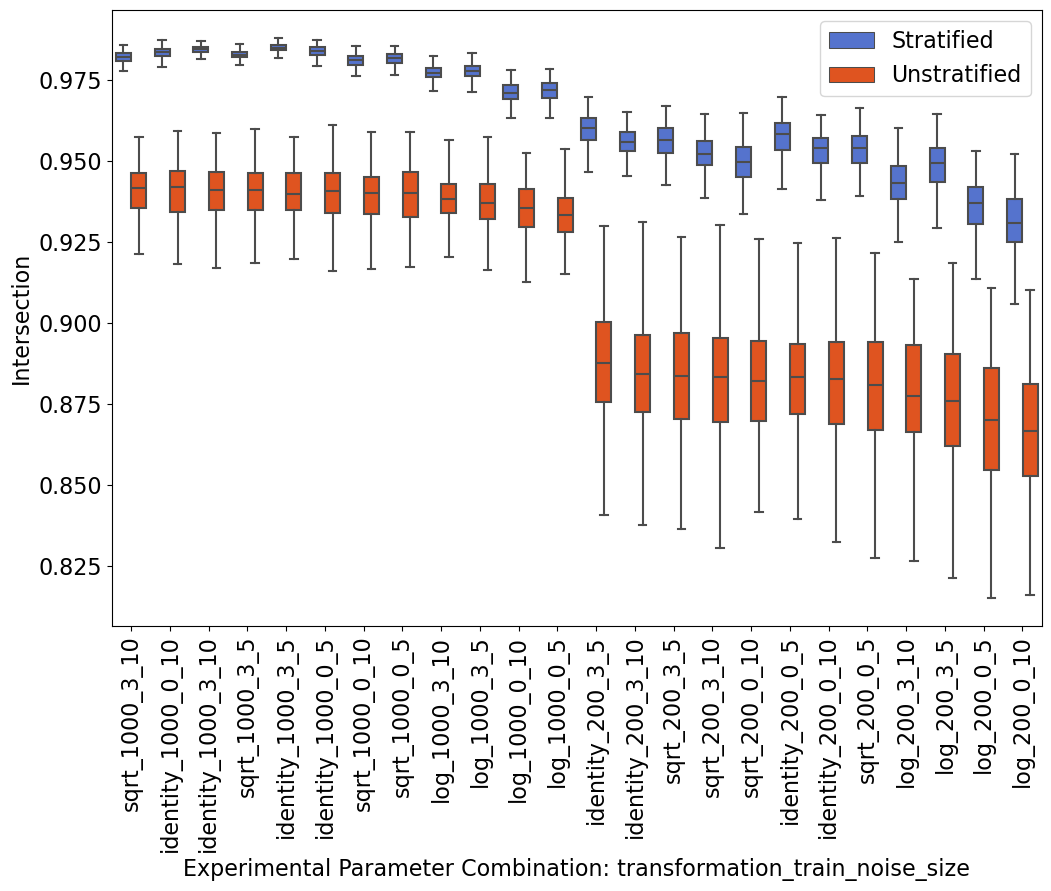 Stratified
Unstratified
Intersection
0.975
0.950
0.925
0.900
0.875
0.850
0.825
sqrt_1000_3_10
identity_1000_0_10
identity_1000_3_10
sqrt_1000_3_5
identity_1000_3_5
identity_1000_0_5
sqrt_1000_0_10
sqrt_1000_0_5
log_1000_3_10
log_1000_3_5
log_1000_0_10
log_1000_0_5
identity_200_3_5
identity_200_3_10
sqrt_200_3_5
sqrt_200_3_10
sqrt_200_0_10
identity_200_0_5
identity_200_0_10
sqrt_200_0_5
log_200_3_10
log_200_3_5
log_200_0_5
log_200_0_10
Experimental Parameter Combination: transformation_train_noise_size